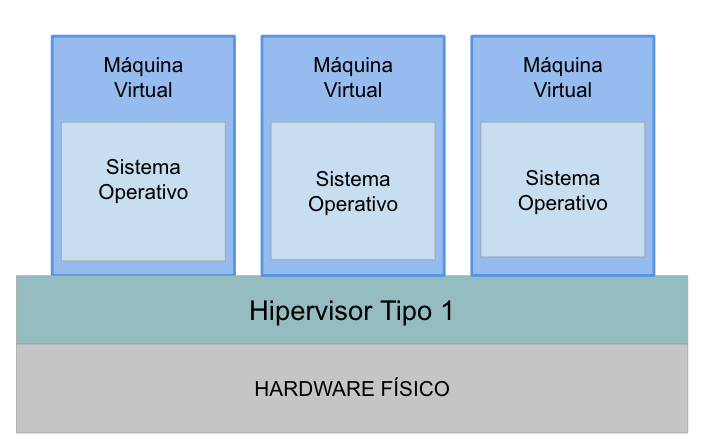 Máquina
Virtual
Máquina
Virtual
Máquina
Virtual
Sistema
Operativo
Sistema
Operativo
Sistema
Operativo
Hipervisor Tipo 1
HARDWARE FÍSICO